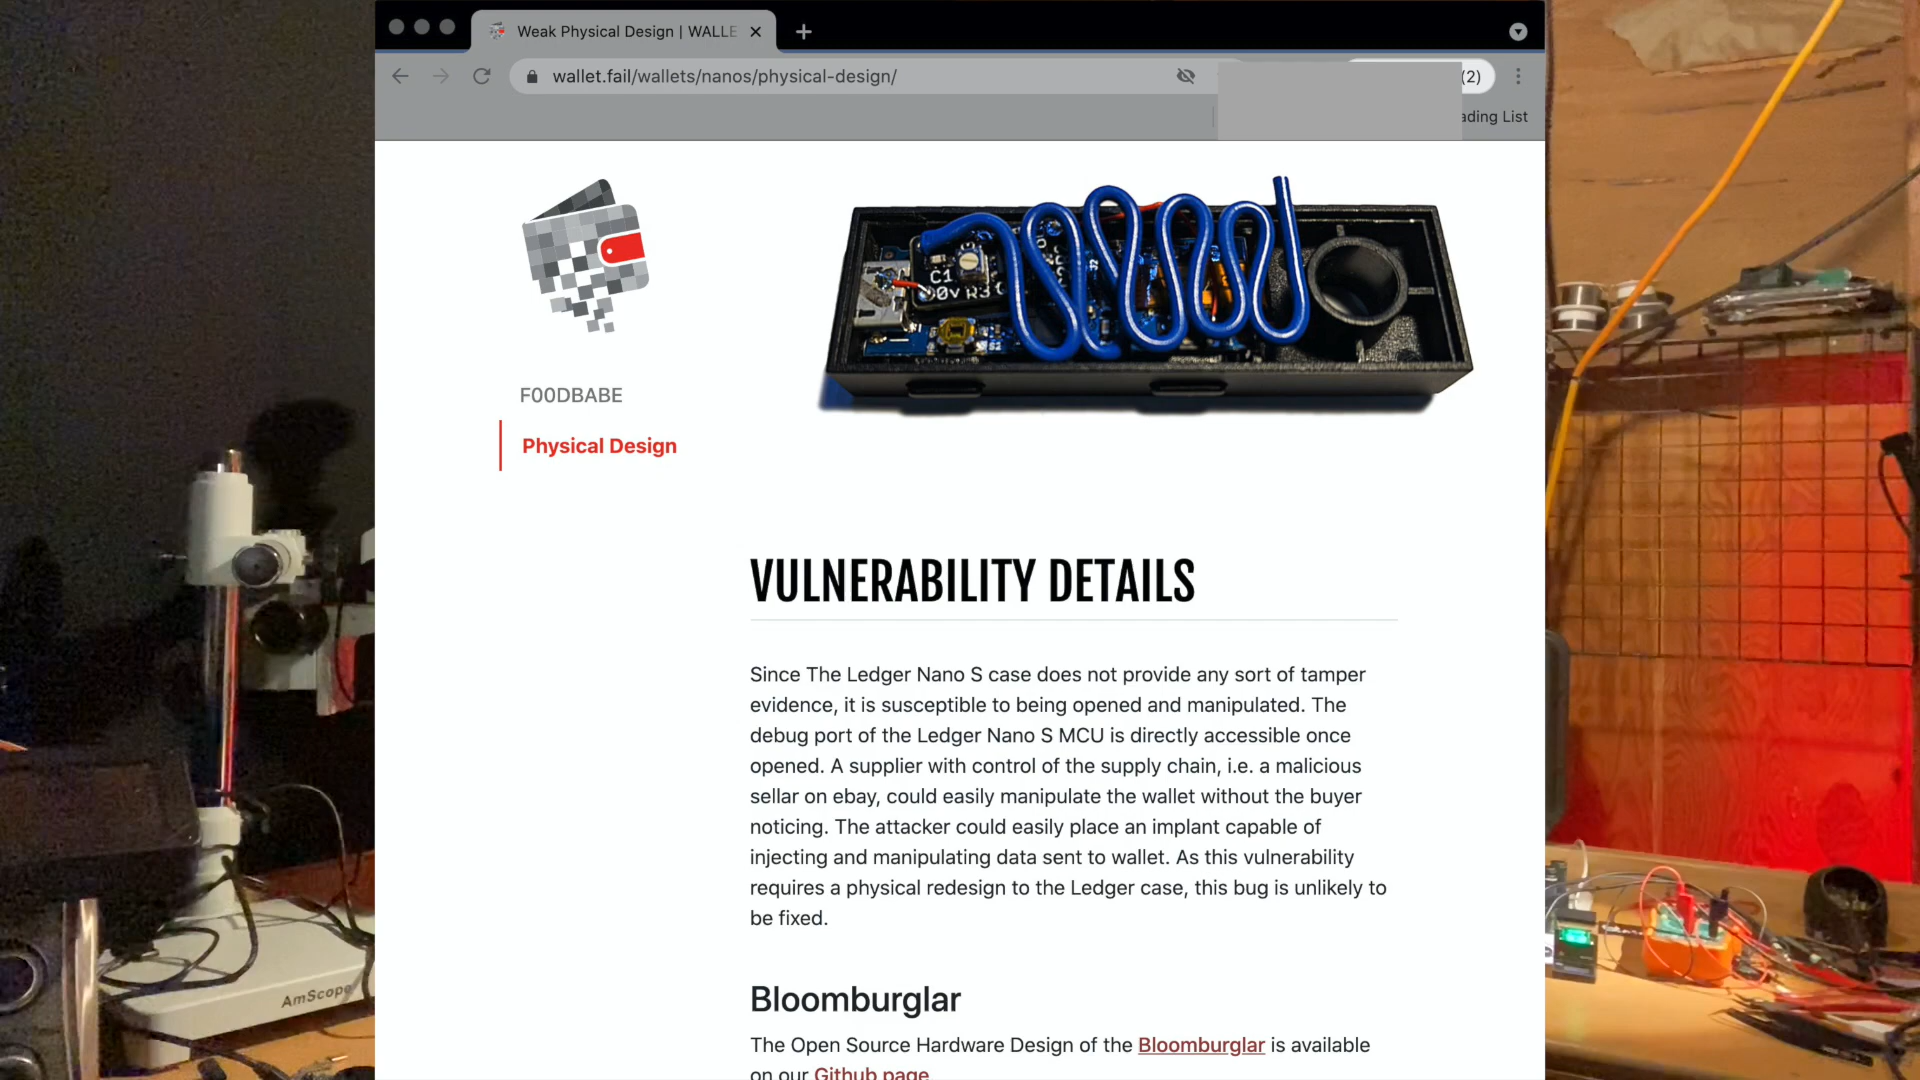 Weak Physical Design | WALLE
wallet.fail/wallets/nanos/physical-design/
(2)
ading List
C1
F00DBABE
Physical Design
VULNERABILITY DETAILS
Since The Ledger Nano S case does not provide any sort of tamper
evidence, it is susceptible to being opened and manipulated. The
debug port of the Ledger Nano S MCU is directly accessible once
opened. A supplier with control of the supply chain, i.e. a malicious
sellar on ebay, could easily manipulate the wallet without the buyer
noticing. The attacker could easily place an implant capable of
injecting and manipulating data sent to wallet. As this vulnerability
requires a physical redesign to the Ledger case, this bug is unlikely to
be fixed.
AmScope
Bloomburglar
The Open Source Hardware Design of the Bloomburglar is available
on our Github page.